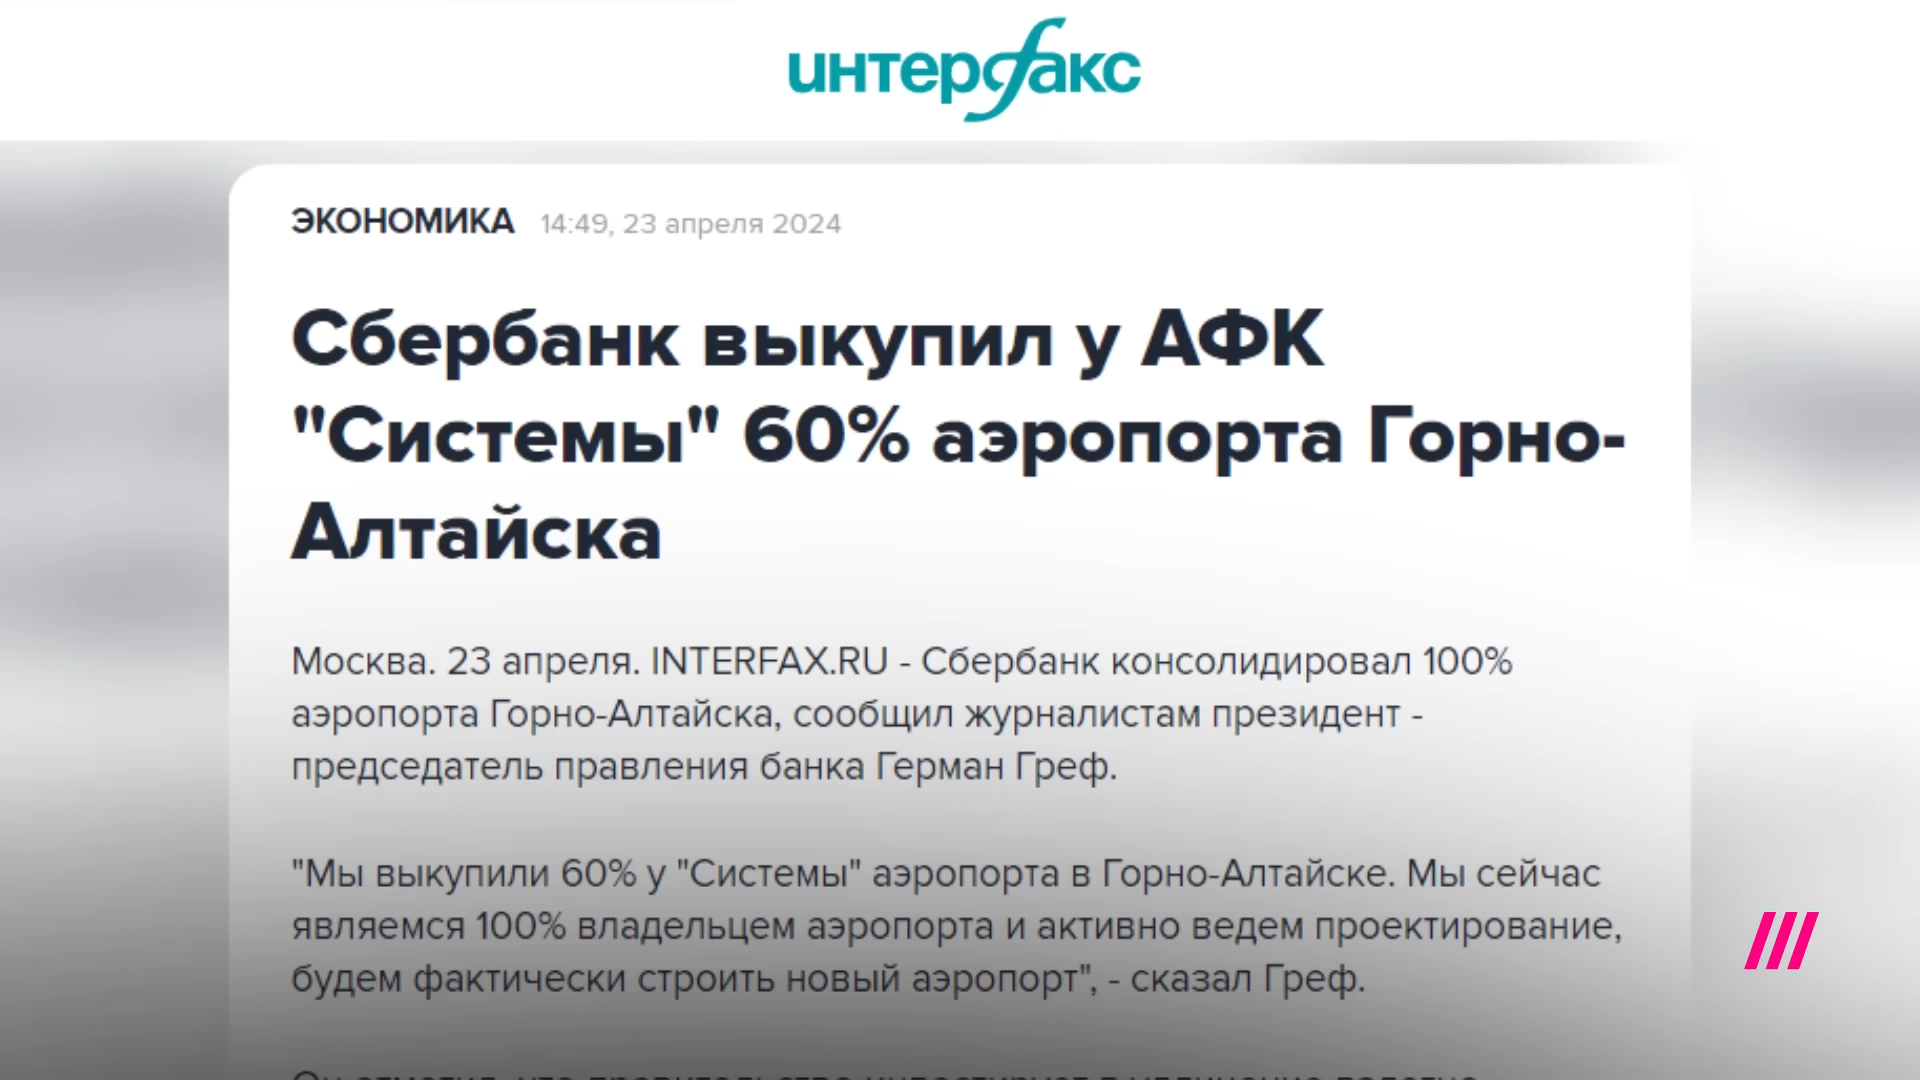 интерфакс
ЭКОНОМИКА 14:49, 23 апреля 2024
Сбербанк выкупил у АФК
"Системы" 60% аэропорта Горно-
Алтайска
Москва. 23 апреля. INTERFAX.RU - Сбербанк консолидировал 100%
аэропорта Горно-Алтайска, сообщил журналистам президент -
председатель правления банка Герман Греф.
"Мы выкупили 60% у "Системы" аэропорта в Горно-Алтайске. Мы сейчас
являемся 100% владельцем аэропорта и активно ведем проектирование,
будем фактически строить новый аэропорт", - сказал Греф.